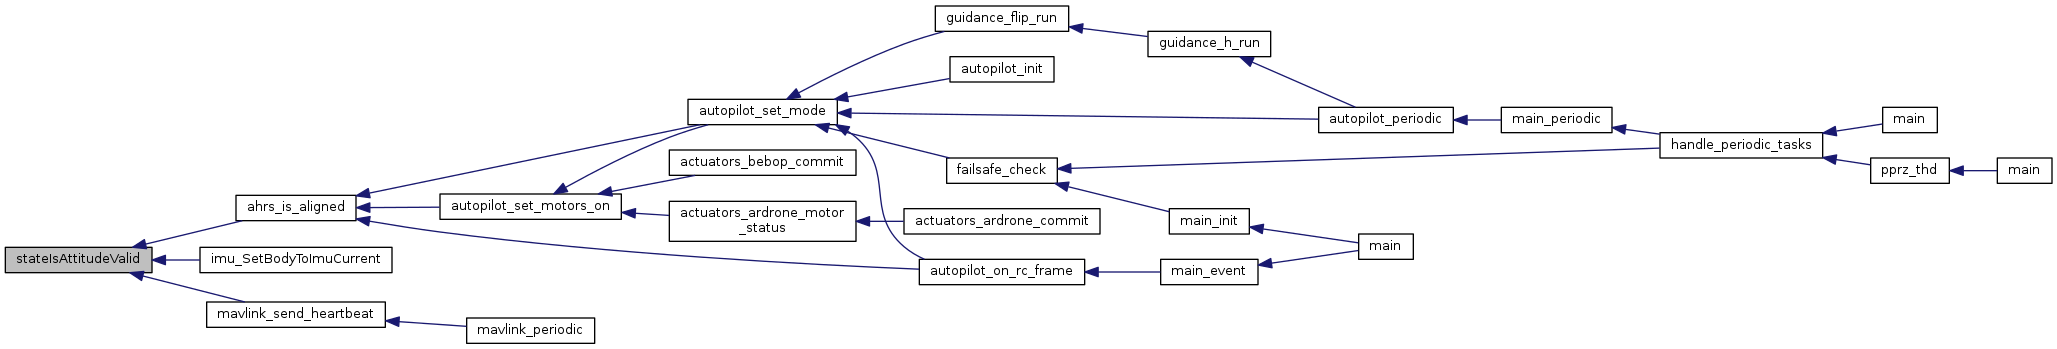 stateIsAttitudeValid
ahrs_is_aligned
imu_SetBodyToImuCurrent
mavlink_send_heartbeat
mavlink_periodic
autopilot_set_motors_on
autopilot_set_mode
actuators_bebop_commit
actuators_ardrone_motor
_status
actuators_ardrone_commit
guidance_flip_run
autopilot_init
failsafe_check
autopilot_on_rc_frame
guidance_h_run
main_init
main_event
autopilot_periodic
main
main_periodic
handle_periodic_tasks
main
pprz_thd
main